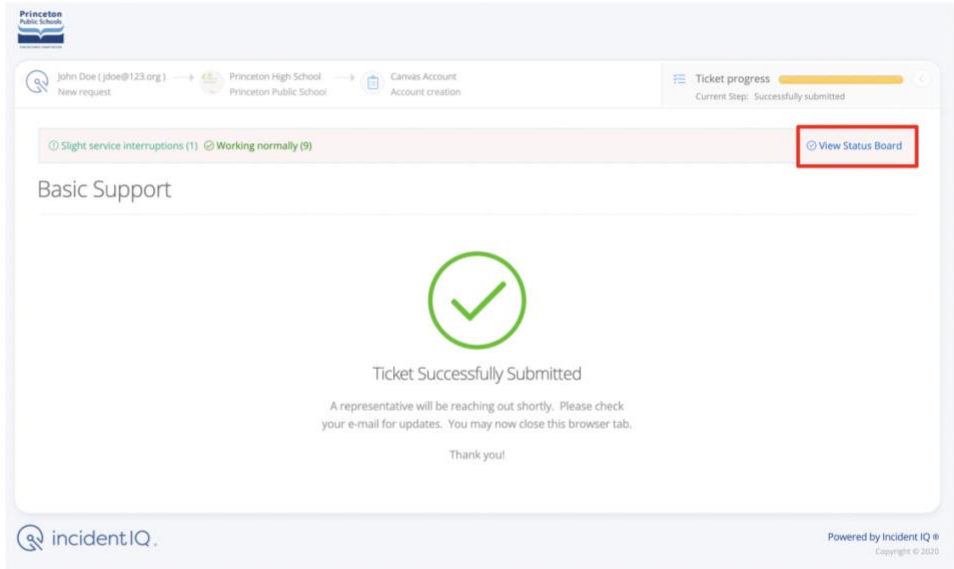 Princeton
Public Schools
John Doe ( jdoe@123.org )
New request
Princeton High School
Princeton Public School
Canvas Account
Account creation
Ticket progress
Current Step: Successfully submitted
Slight service interruptions (1) Working normally (9)
View Status Board
Basic Support
Ticket Successfully Submitted
A representative will be reaching out shortly. Please check
your e-mail for updates. You may now close this browser tab.
Thank you!
incidentIQ.
Powered by Incident IQ ®
Copyright © 2020